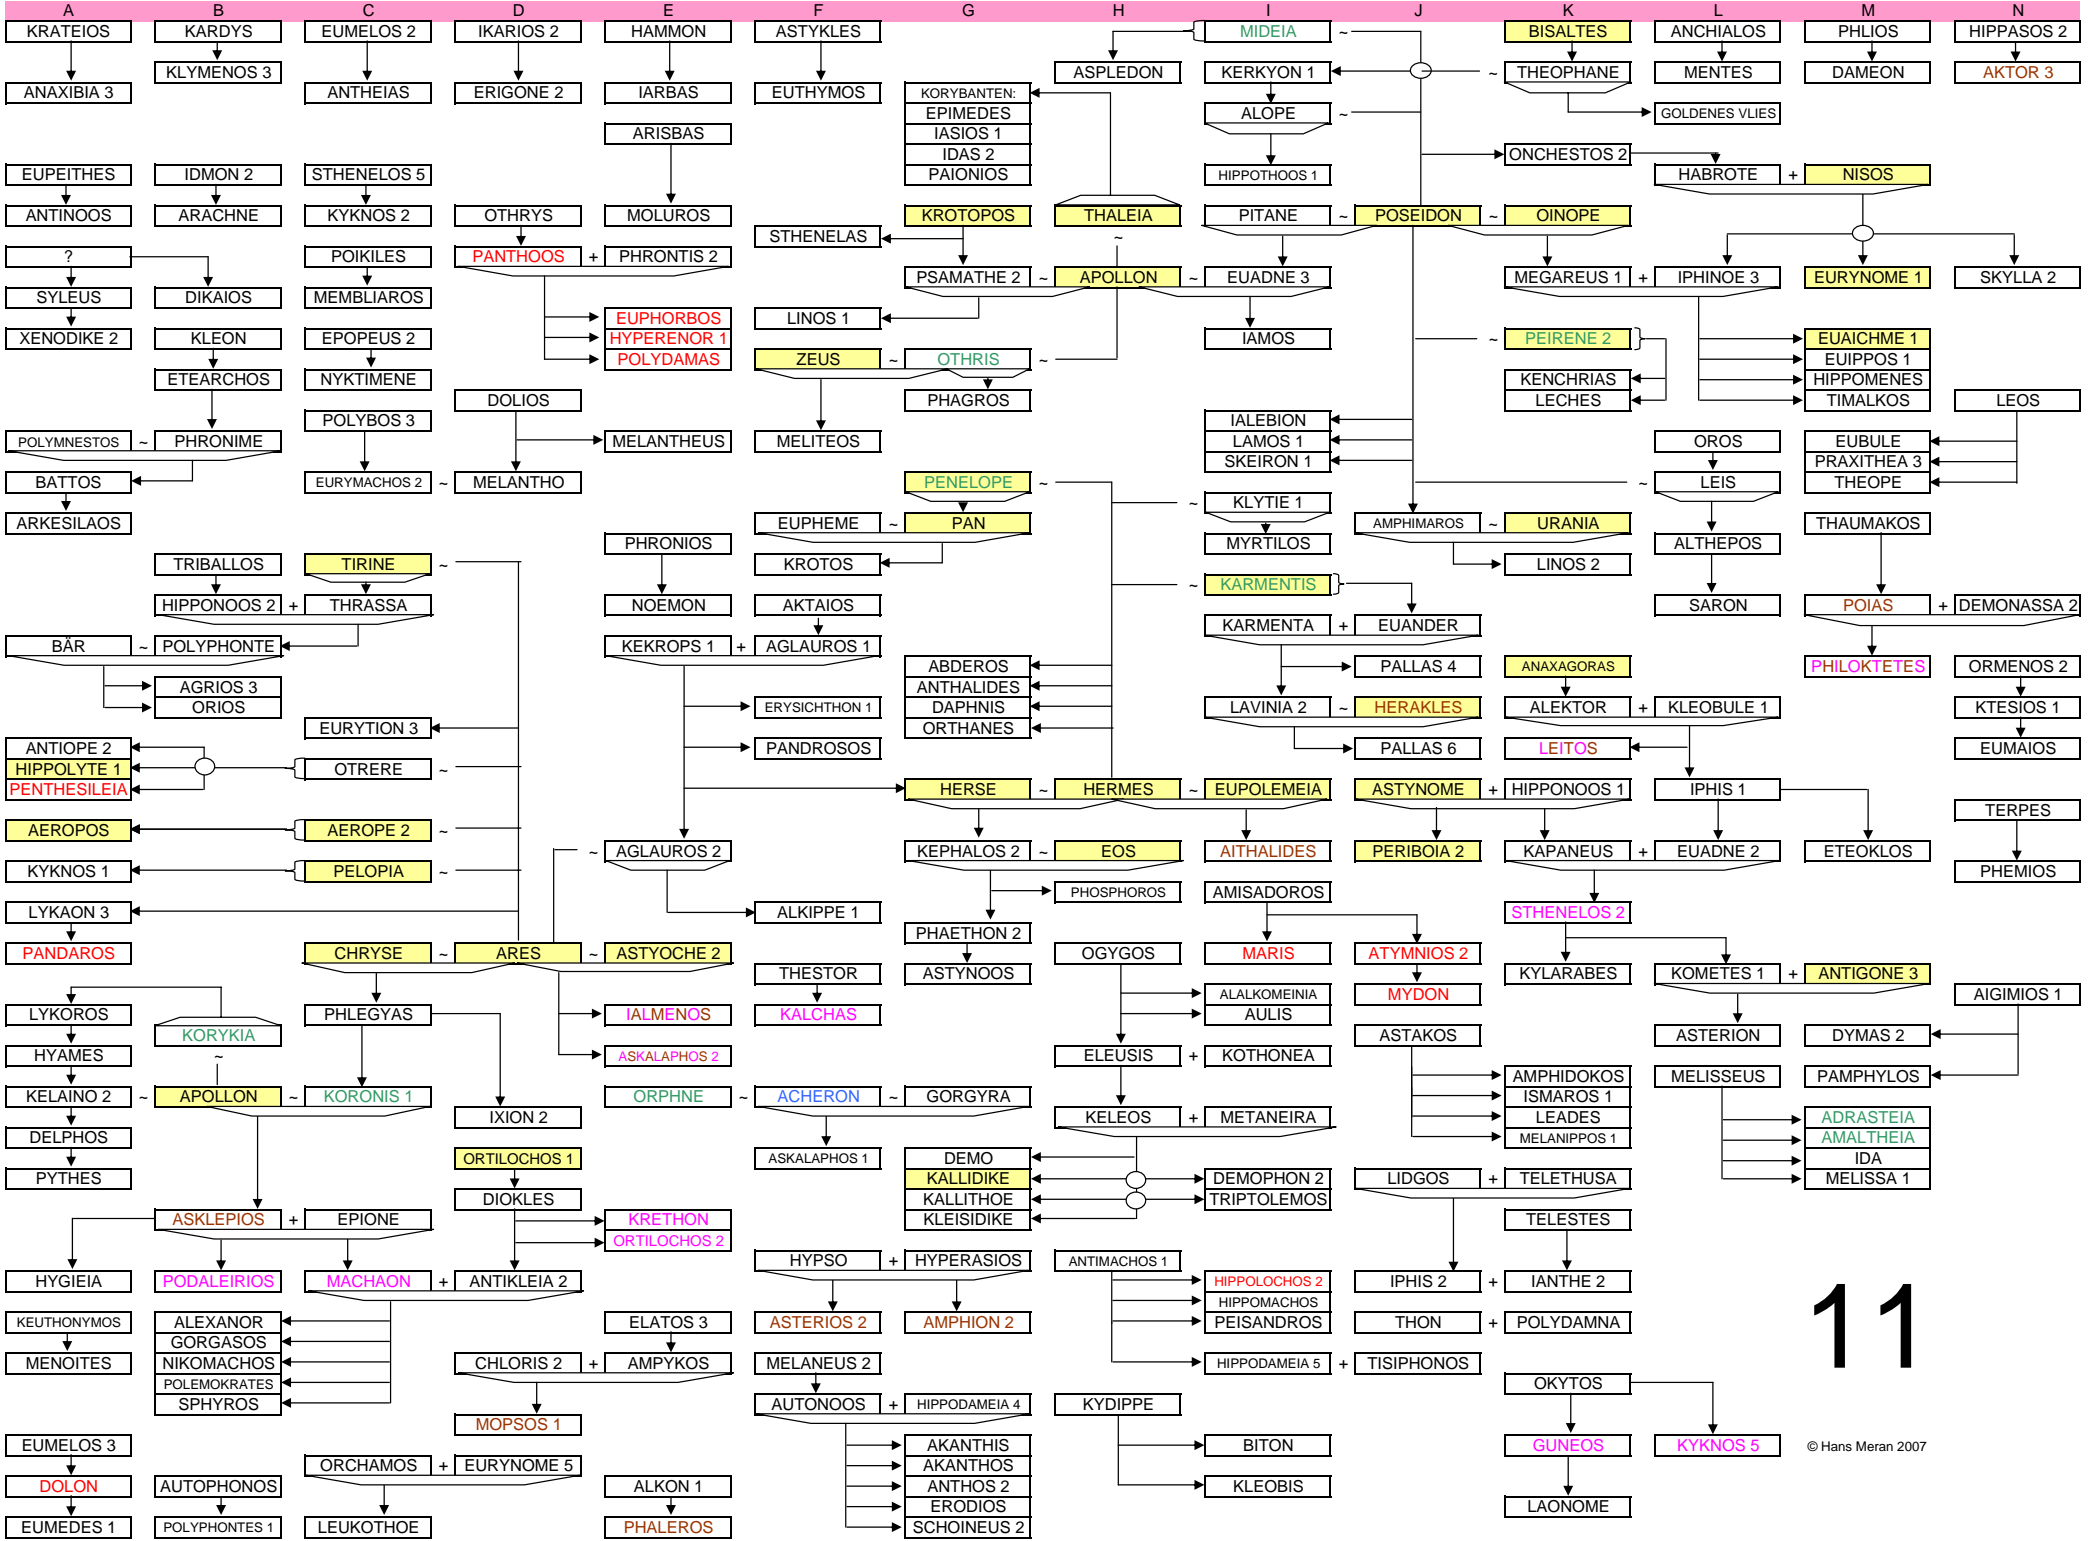 A B C D E F G H I J K L M N
KRATEIOS KARDYS EUMELOS 2 IKARIOS 2 HAMMON ASTYKLES MIDEIA ~ BISALTES ANCHIALOS PHLIOS HIPPASOS 2
KLYMENOS 3 ASPLEDON KERKYON 1 ~ THEOPHANE MENTES DAMEON AKTOR 3
ANAXIBIA 3 ANTHEIAS ERIGONE 2 IARBAS EUTHYMOS KORYBANTEN:
EPIMEDES ALOPE ~ GOLDENES VLIES
ARISBAS IASIOS 1
IDAS 2 ONCHESTOS 2
EUPEITHES IDMON 2 STHENELOS 5 PAIONIOS HIPPOTHOOS 1 HABROTE + NISOS
ANTINOOS ARACHNE KYKNOS 2 OTHRYS MOLUROS KROTOPOS THALEIA PITANE ~ POSEIDON ~ OINOPE
STHENELAS ~
? POIKILES PANTHOOS + PHRONTIS 2
PSAMATHE 2 ~ APOLLON ~ EUADNE 3 MEGAREUS 1 + IPHINOE 3 EURYNOME 1 SKYLLA 2
SYLEUS DIKAIOS MEMBLIAROS
EUPHORBOS LINOS 1
XENODIKE 2 KLEON EPOPEUS 2 HYPERENOR 1 IAMOS ~ PEIRENE 2 EUAICHME 1
POLYDAMAS ZEUS ~ OTHRIS ~ EUIPPOS 1
ETEARCHOS NYKTIMENE KENCHRIAS HIPPOMENES
DOLIOS PHAGROS LECHES TIMALKOS LEOS
POLYBOS 3 IALEBION
POLYMNESTOS ~ PHRONIME MELANTHEUS MELITEOS LAMOS 1 OROS EUBULE
SKEIRON 1 PRAXITHEA 3
BATTOS EURYMACHOS 2 ~ MELANTHO PENELOPE ~ ~ LEIS THEOPE
~ KLYTIE 1
ARKESILAOS EUPHEME ~ PAN AMPHIMAROS ~ URANIA THAUMAKOS
PHRONIOS MYRTILOS ALTHEPOS
TRIBALLOS TIRINE ~ KROTOS LINOS 2
~ KARMENTIS
HIPPONOOS 2 + THRASSA NOEMON AKTAIOS SARON POIAS + DEMONASSA 2
KARMENTA + EUANDER
BÄR ~ POLYPHONTE KEKROPS 1 + AGLAUROS 1
ABDEROS PALLAS 4 ANAXAGORAS PHILOKTETES ORMENOS 2
AGRIOS 3 ANTHALIDES
ORIOS ERYSICHTHON 1 DAPHNIS LAVINIA 2 ~ HERAKLES ALEKTOR + KLEOBULE 1 KTESIOS 1
EURYTION 3 ORTHANES
ANTIOPE 2 PANDROSOS PALLAS 6 LEITOS EUMAIOS
HIPPOLYTE 1 OTRERE ~
PENTHESILEIA HERSE ~ HERMES ~ EUPOLEMEIA ASTYNOME + HIPPONOOS 1 IPHIS 1
TERPES
AEROPOS AEROPE 2 ~
~ AGLAUROS 2 KEPHALOS 2 ~ EOS AITHALIDES PERIBOIA 2 KAPANEUS + EUADNE 2 ETEOKLOS
KYKNOS 1 PELOPIA ~ PHEMIOS
PHOSPHOROS AMISADOROS
LYKAON 3 ALKIPPE 1 STHENELOS 2
PHAETHON 2
PANDAROS CHRYSE ~ ARES ~ ASTYOCHE 2 OGYGOS MARIS ATYMNIOS 2
THESTOR ASTYNOOS KYLARABES KOMETES 1 + ANTIGONE 3
ALALKOMEINIA MYDON AIGIMIOS 1
LYKOROS PHLEGYAS IALMENOS KALCHAS AULIS
KORYKIA ASTAKOS ASTERION DYMAS 2
HYAMES ~ ASKALAPHOS 2 ELEUSIS + KOTHONEA
AMPHIDOKOS MELISSEUS PAMPHYLOS
KELAINO 2 ~ APOLLON ~ KORONIS 1 ORPHNE ~ ACHERON ~ GORGYRA ISMAROS 1
IXION 2 KELEOS + METANEIRA LEADES ADRASTEIA
DELPHOS MELANIPPOS 1 AMALTHEIA
ORTILOCHOS 1 ASKALAPHOS 1 DEMO IDA
PYTHES KALLIDIKE DEMOPHON 2 LIDGOS + TELETHUSA MELISSA 1
DIOKLES KALLITHOE TRIPTOLEMOS
ASKLEPIOS + EPIONE KRETHON KLEISIDIKE TELESTES
ORTILOCHOS 2
HYPSO + HYPERASIOS ANTIMACHOS 1
HYGIEIA PODALEIRIOS MACHAON + ANTIKLEIA 2 HIPPOLOCHOS 2 IPHIS 2 + IANTHE 2
HIPPOMACHOS
KEUTHONYMOS ALEXANOR ELATOS 3 ASTERIOS 2 AMPHION 2 PEISANDROS THON + POLYDAMNA
11
GORGASOS
MENOITES NIKOMACHOS CHLORIS 2 + AMPYKOS MELANEUS 2 HIPPODAMEIA 5 + TISIPHONOS
POLEMOKRATES OKYTOS
SPHYROS AUTONOOS + HIPPODAMEIA 4 KYDIPPE
MOPSOS 1
EUMELOS 3 AKANTHIS BITON GUNEOS KYKNOS 5 © Hans Meran 2007
ORCHAMOS + EURYNOME 5 AKANTHOS
DOLON AUTOPHONOS ALKON 1 ANTHOS 2 KLEOBIS
ERODIOS LAONOME
EUMEDES 1 POLYPHONTES 1 LEUKOTHOE PHALEROS SCHOINEUS 2